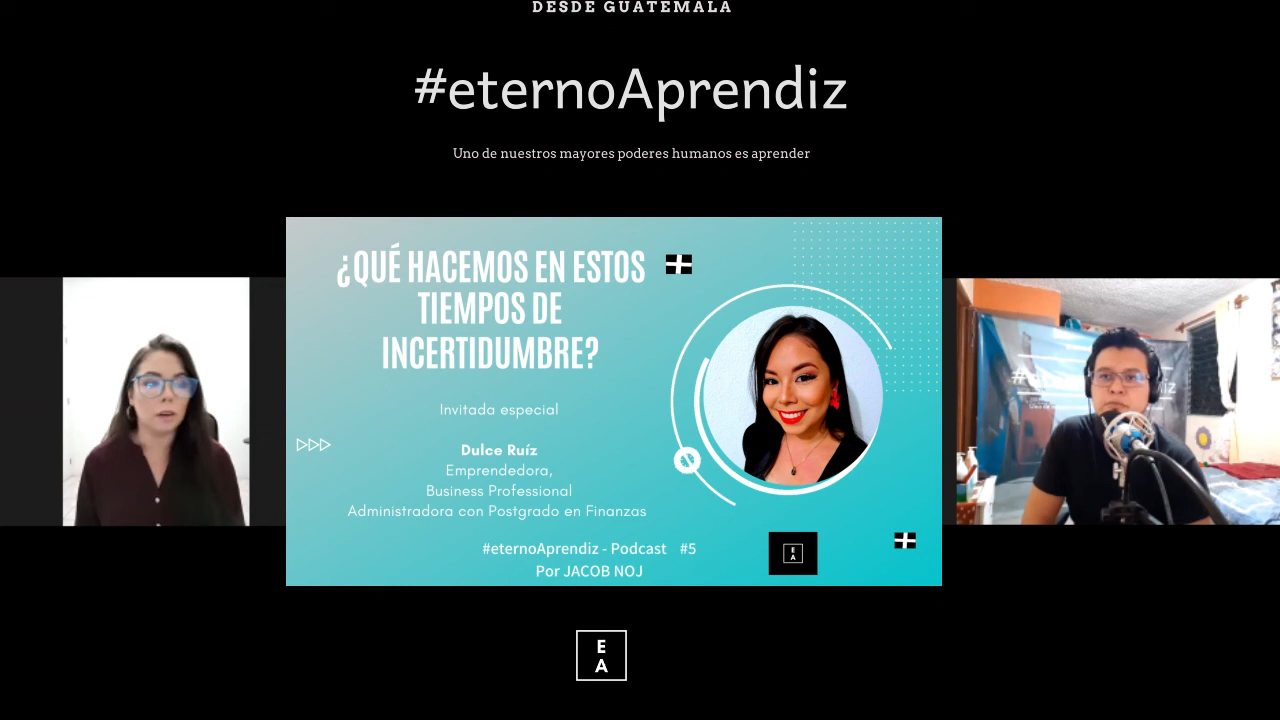 DESDE GUATEMALA
#eternoAprendiz
Uno de nuestros mayores poderes humanos es aprender
¿QUÉ HACEMOS EN ESTOS
TIEMPOS DE
INCERTIDUMBRE?
Invitada especial
Dulce Ruíz
Emprendedora,
Business Professional
Administradora con Postgrado en Finanzas
#eternoAprendiz - Podcast #5
Por JACOB NOJ
E
A
E
A